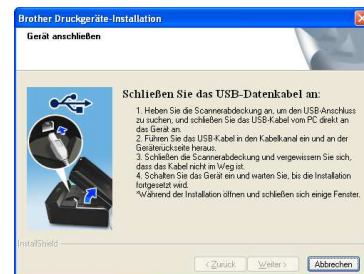 Brother Druckgeräte-Installation
Gerät anschließen
Schließen Sie das USB-Datenkabel an:
1. Heben Sie die Scannerabdeckung an, um den USB-Anschluss
zu suchen, und schließen Sie das USB-Kabel vom PC direkt an
das Gerät an.
2. Führen Sie das USB-Kabel in den Kabelkanal ein und an der
Geräterückseite heraus.
3. Schließen die Scannerabdeckung und vergewissern Sie sich,
dass das Kabel nicht im Weg ist.
4. Schalten Sie das Gerät ein und warten Sie, bis die Installation
fortgesetzt wird.
*Während der Installation öffnen und schließen sich einige Fenster.
InstallShield
< Zurück
Weiter >
Abbrechen